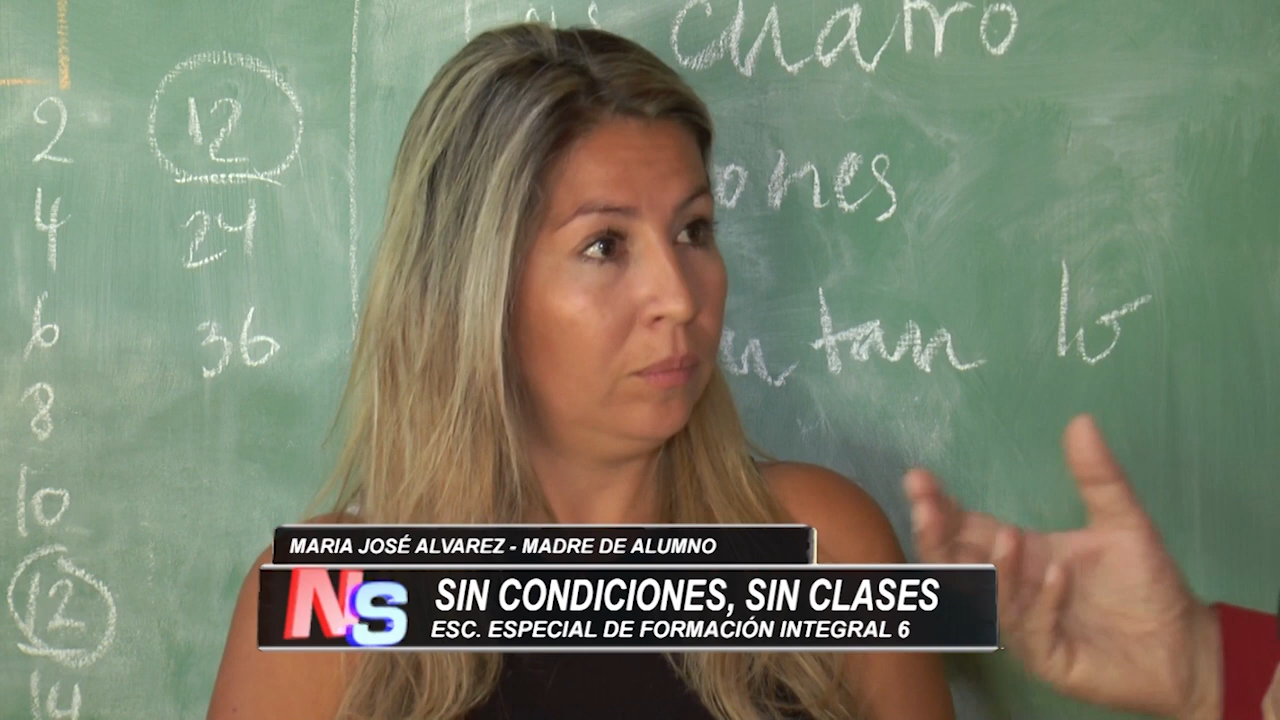 Los cuatro
2
12
4
24
ones
6
36
tan
8
10
12
14
MARIA JOSÉ ALVAREZ - MADRE DE ALUMNO
NS
SIN CONDICIONES, SIN CLASES
ESC. ESPECIAL DE FORMACIÓN INTEGRAL 6